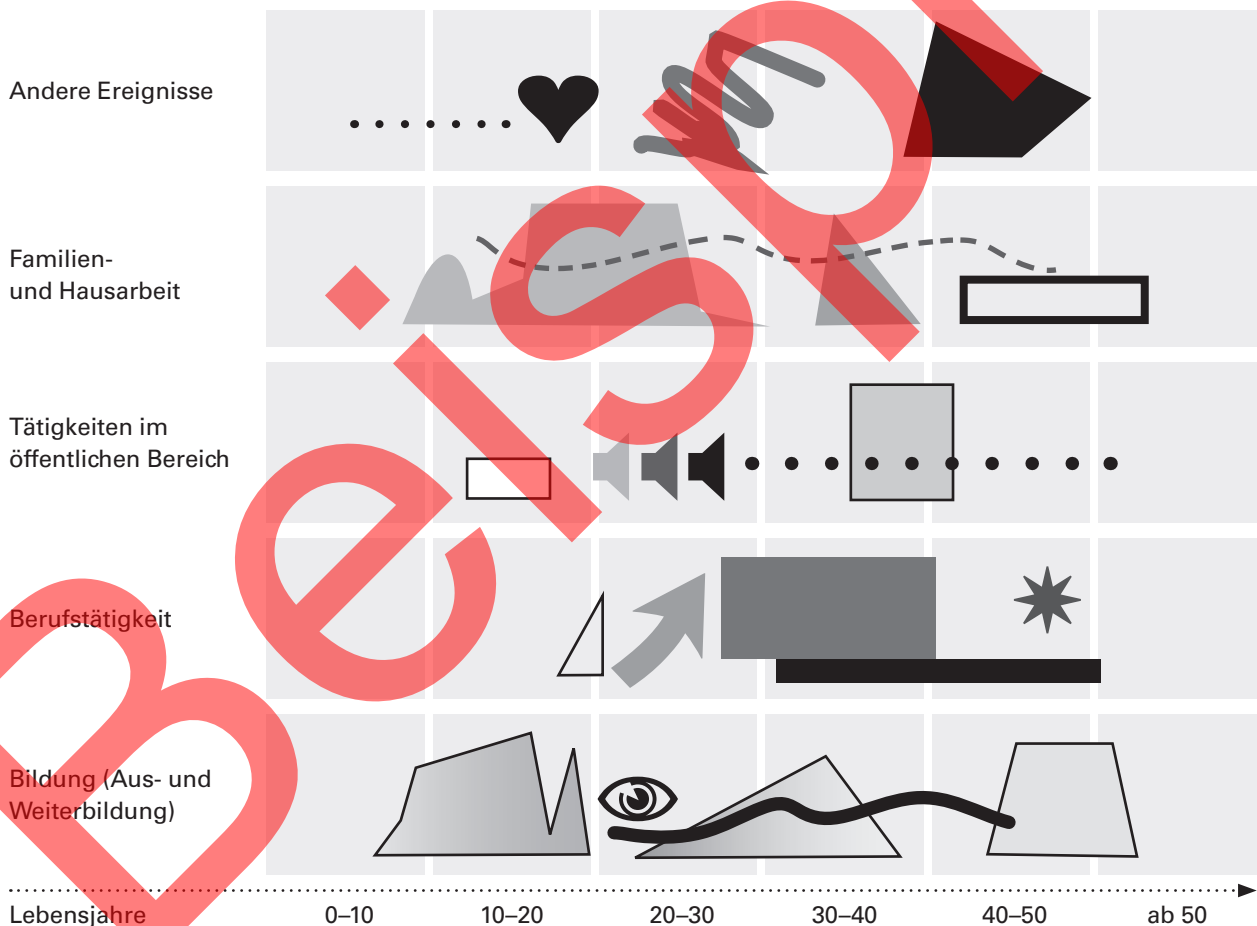 Andere Ereignisse
Familien-
und Hausarbeit
Tätigkeiten im
öffentlichen Bereich
Berufstätigkeit
Bildung (Aus- und
Weiterbildung)
Lebensjahre 0–10 10–20 20–30 30–40 40–50 ab 50
Beispi